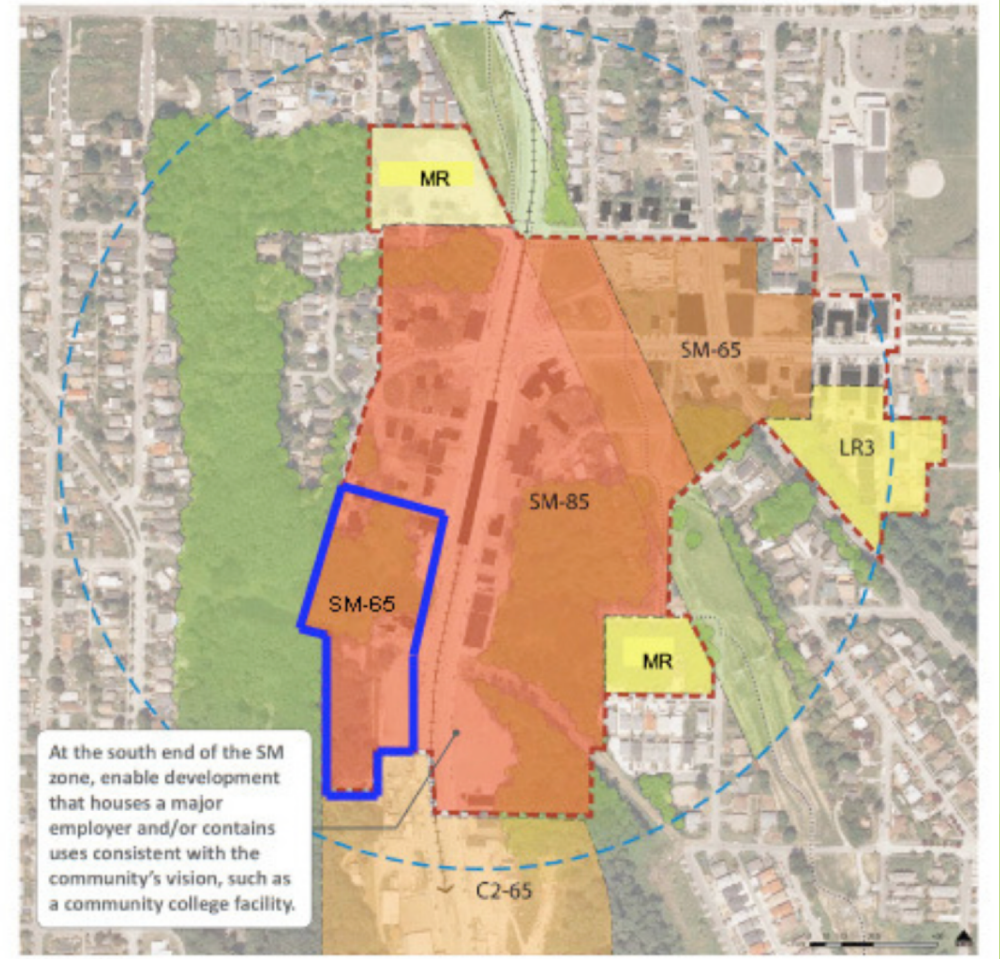 MR
SM-65
LR3
SM-85
SM-65
MR
At the south end of the SM
zone, enable development
that houses a major
employer and/or contains
uses consistent with the
community's vision, such as
a community college facility.
C2-65